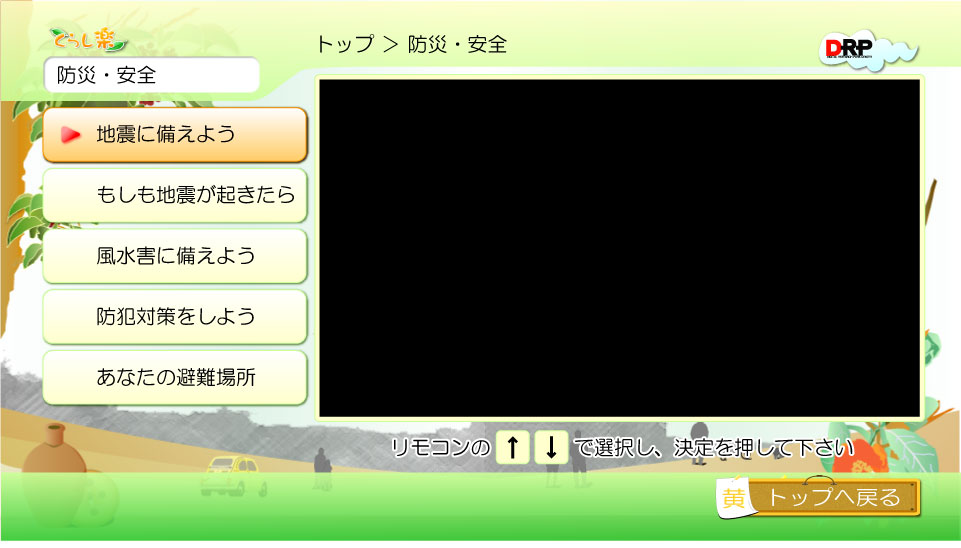 てっし楽
トップ ＞ 防災・安全
DRP
防災・安全
地震に備えよう
もしも地震が起きたら
風水害に備えよう
防犯対策をしよう
あなたの避難場所
リモコンの ↑ ↓ で選択し、決定を押して下さい
黄 トップへ戻る